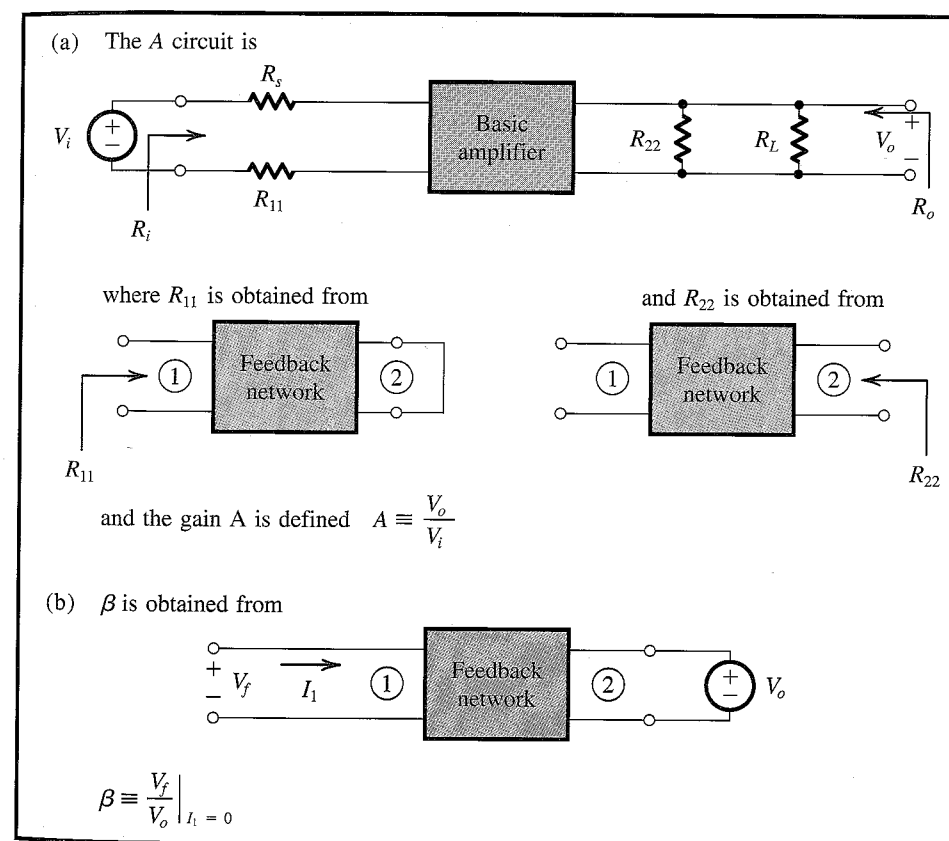 (a) The A circuit is
R_s
V_i
+
−
Basic
amplifier
R_22
R_L
+
V_o
−
R_11
R_i
R_o
where R_11 is obtained from
and R_22 is obtained from
1
Feedback
network
2
R_11
1
Feedback
network
2
R_22
and the gain A is defined A ≡ V_o / V_i
(b) β is obtained from
+
−
V_f
I_1
1
Feedback
network
2
+
−
V_o
β ≡ V_f / V_o |_{I_1 = 0}